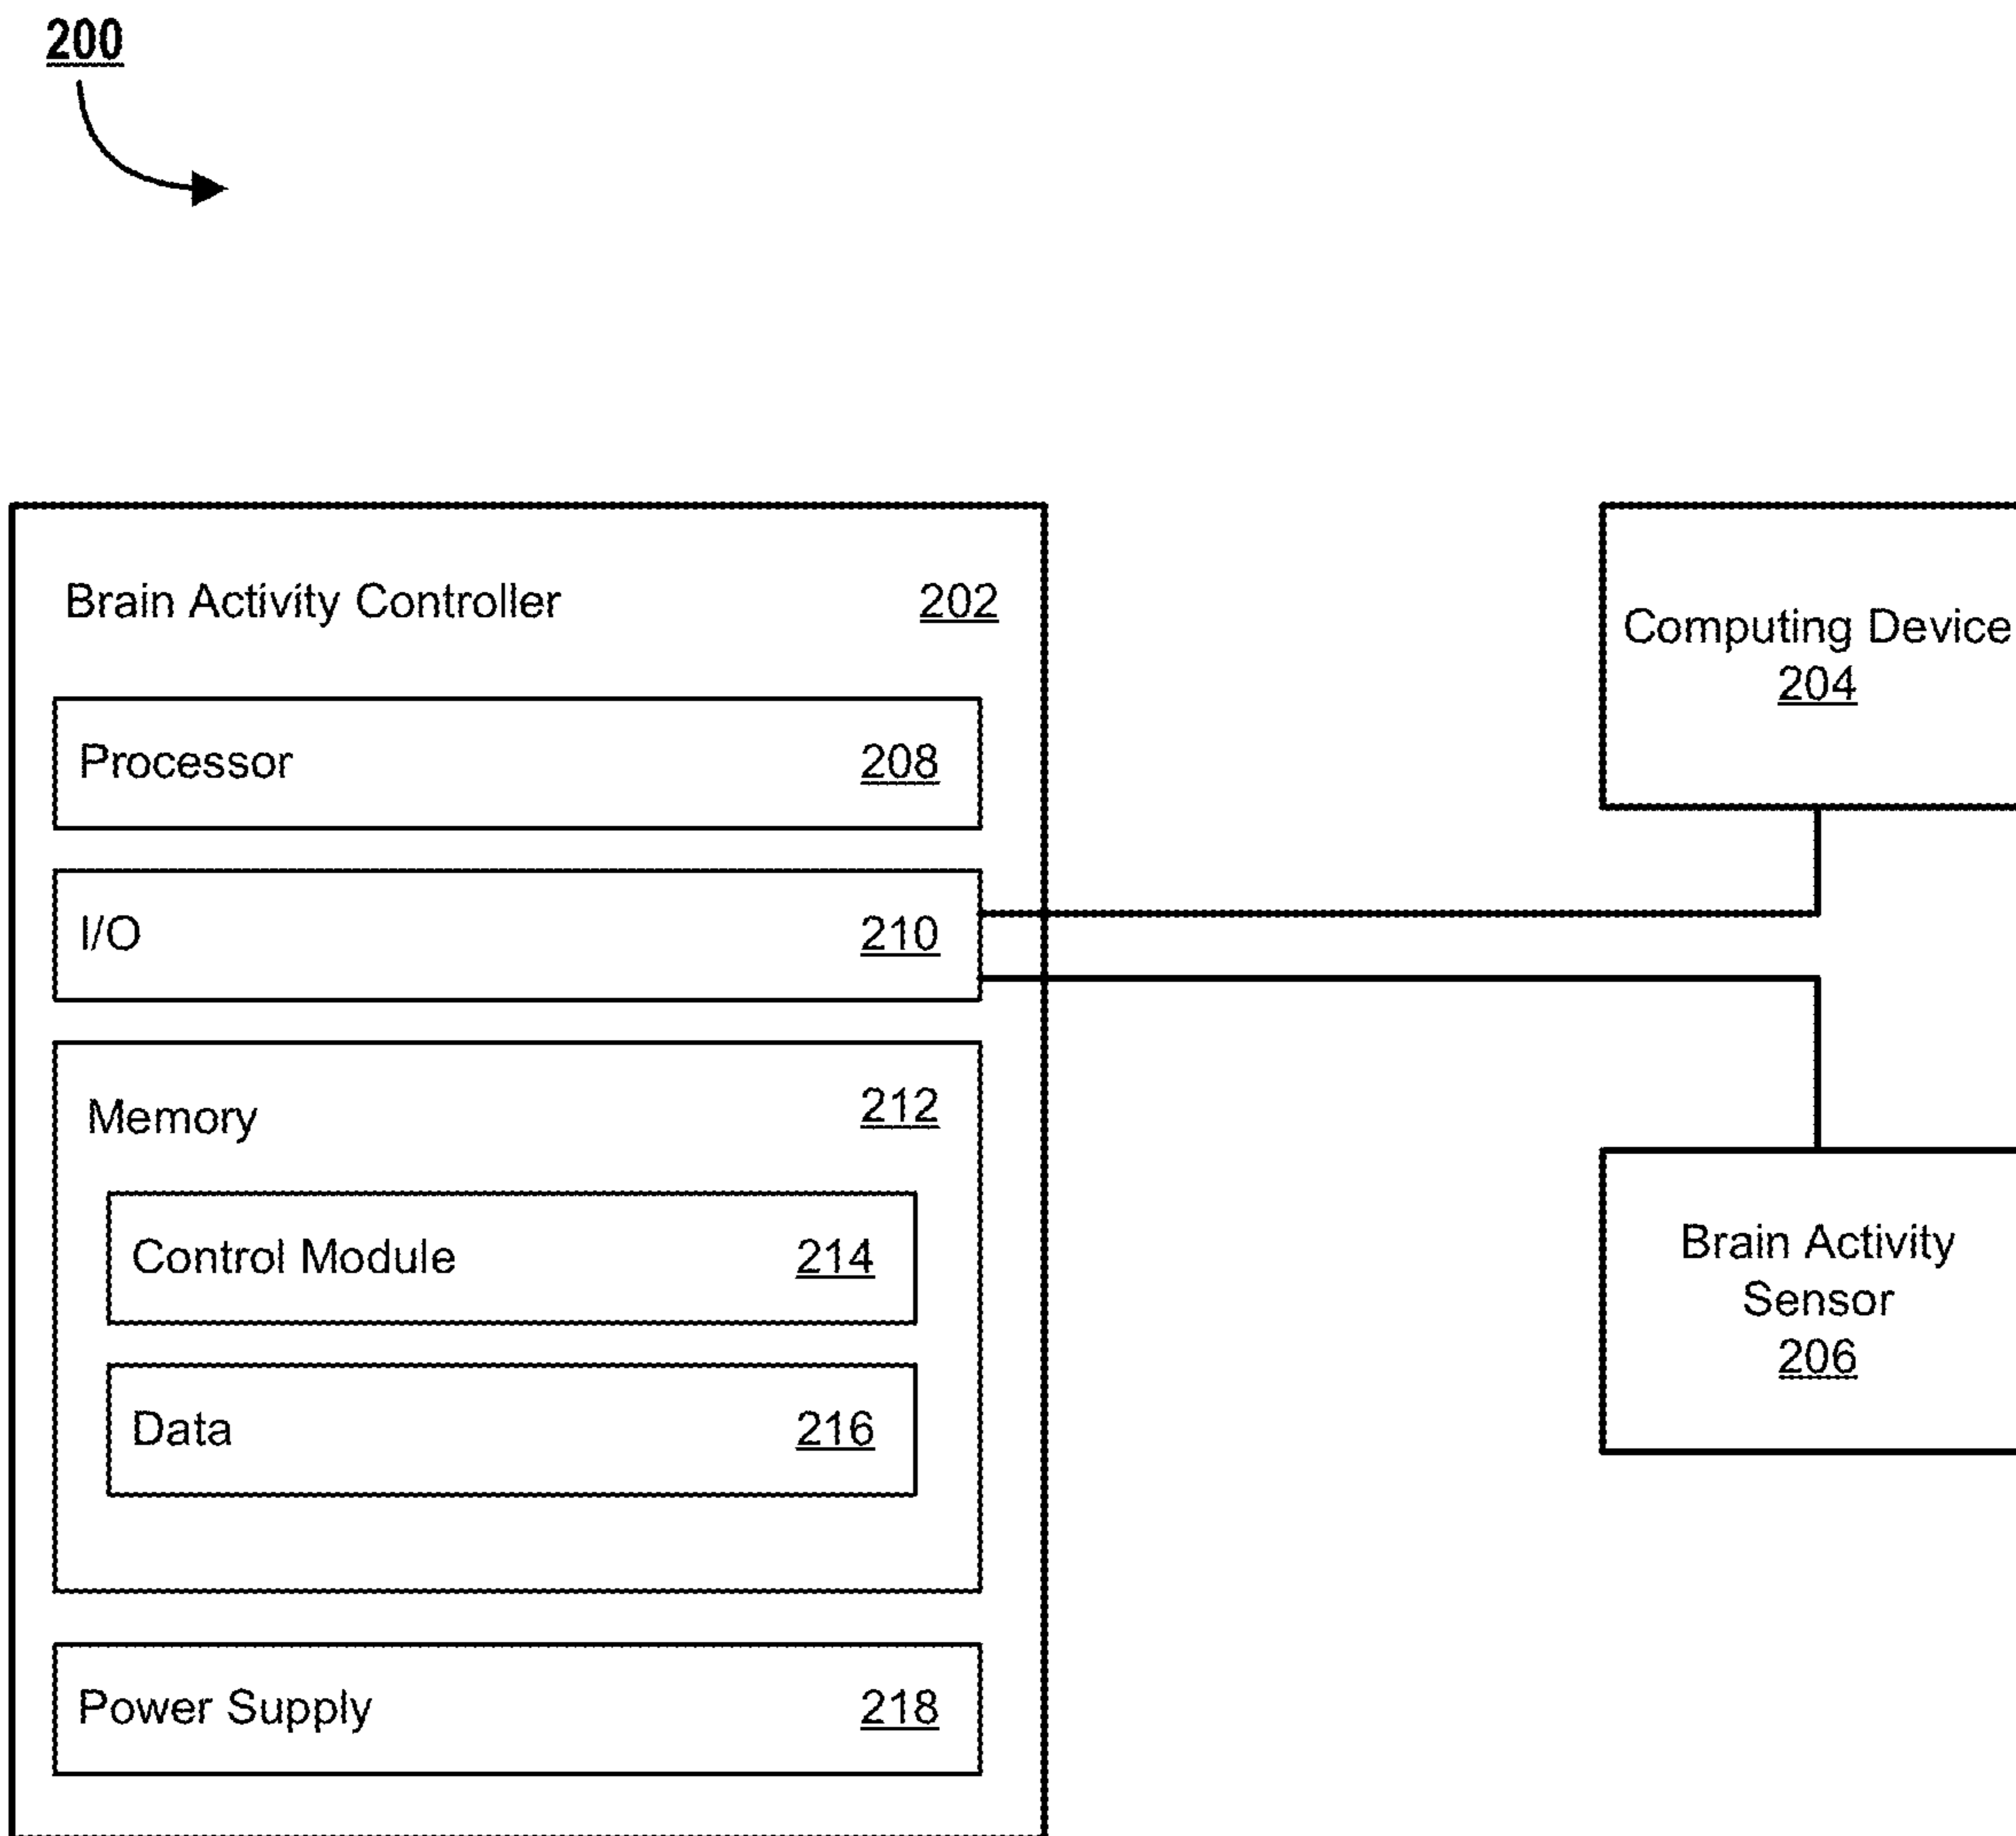 200
Brain Activity Controller 202
Processor 208
I/O 210
Memory 212
Control Module 214
Data 216
Power Supply 218
Computing Device
204
Brain Activity
Sensor
206